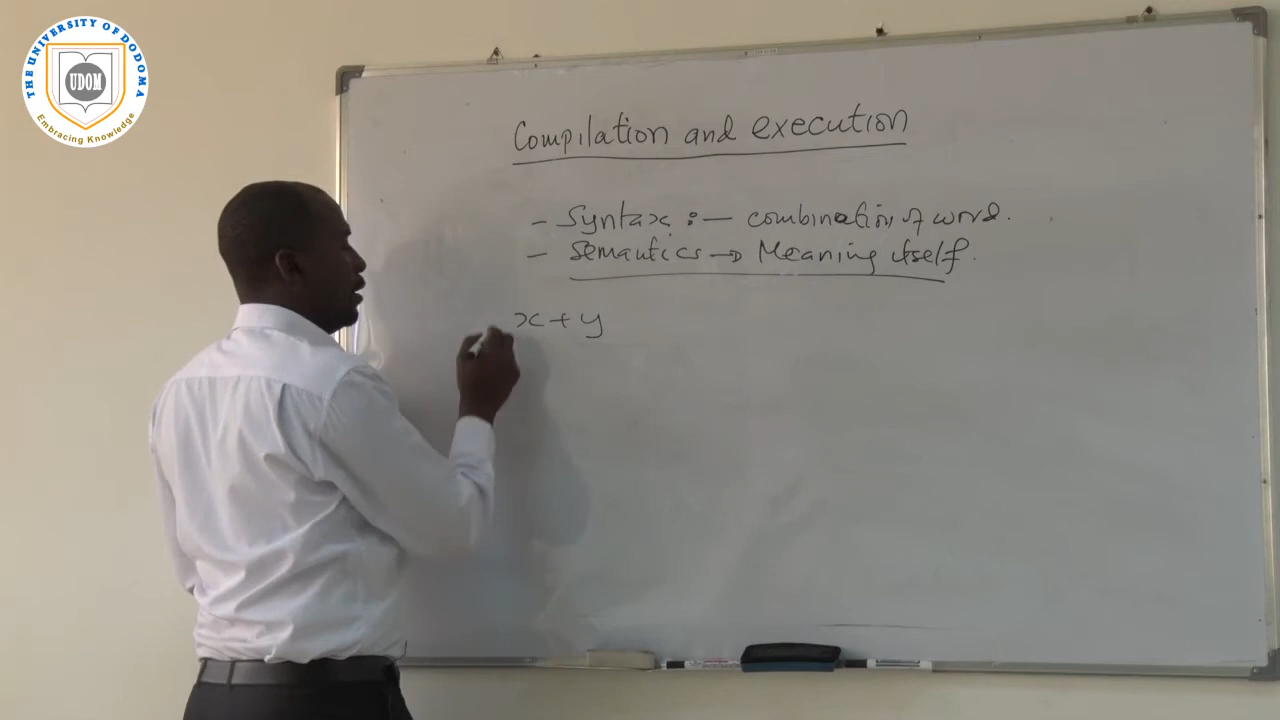 THE UNIVERSITY OF DODOMA
UDOM
Embracing Knowledge
Compilation and execution
- Syntax :- combination of word.
- Semantics → Meaning itself.
x + y